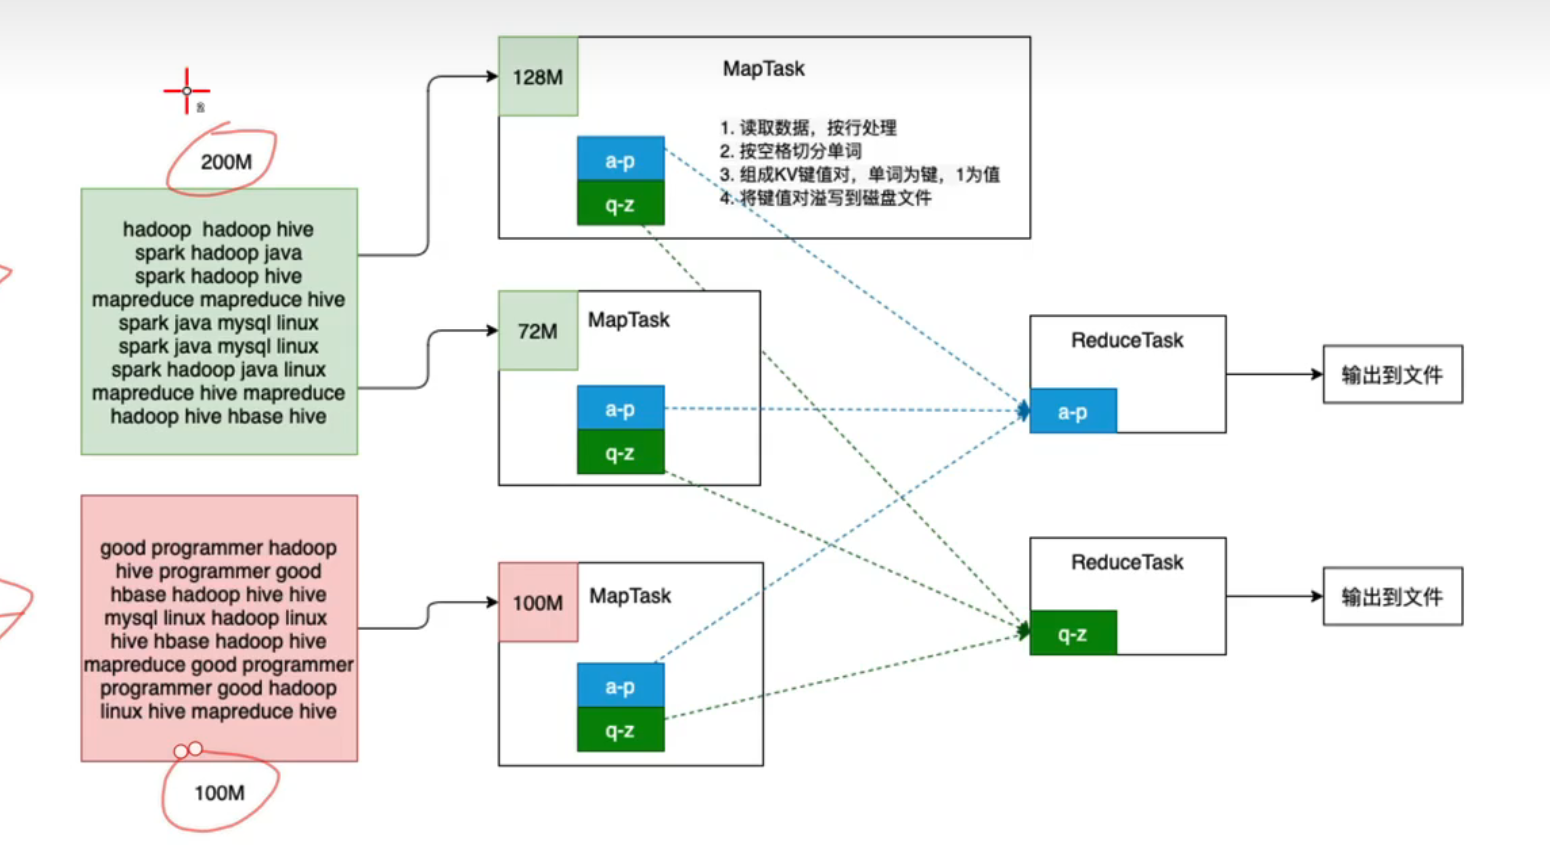 200M
hadoop  hadoop hive
spark hadoop java
spark hadoop hive
mapreduce mapreduce hive
spark java mysql linux
spark java mysql linux
spark hadoop java linux
mapreduce hive mapreduce
hadoop hive hbase hive
good programmer hadoop
hive programmer good
hbase hadoop hive hive
mysql linux hadoop linux
hive hbase hadoop hive
mapreduce good programmer
programmer good hadoop
linux hive mapreduce hive
100M
128M
MapTask
1. 读取数据，按行处理
2. 按空格切分单词
3. 组成KV键值对，单词为键，1为值
4. 将键值对溢写到磁盘文件
a-p
q-z
72M
MapTask
a-p
q-z
100M
MapTask
a-p
q-z
ReduceTask
a-p
输出到文件
ReduceTask
q-z
输出到文件